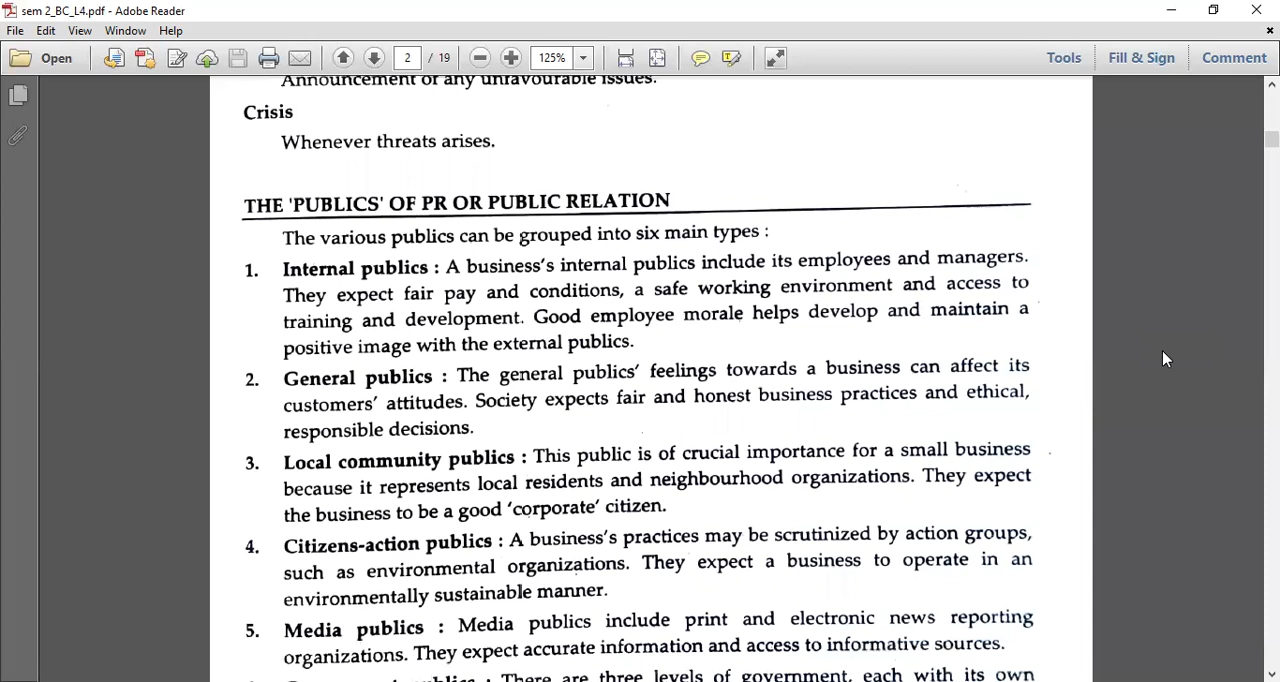 sem 2_BC_L4.pdf - Adobe Reader
File Edit View Window Help
Open 2 / 19 125% Tools Fill & Sign Comment
Announcement of any unfavourable issues.
Crisis
Whenever threats arises.
THE 'PUBLICS' OF PR OR PUBLIC RELATION
The various publics can be grouped into six main types :
1. Internal publics : A business's internal publics include its employees and managers.
They expect fair pay and conditions, a safe working environment and access to
training and development. Good employee morale helps develop and maintain a
positive image with the external publics.
2. General publics : The general publics' feelings towards a business can affect its
customers' attitudes. Society expects fair and honest business practices and ethical,
responsible decisions.
3. Local community publics : This public is of crucial importance for a small business
because it represents local residents and neighbourhood organizations. They expect
the business to be a good 'corporate' citizen.
4. Citizens-action publics : A business's practices may be scrutinized by action groups,
such as environmental organizations. They expect a business to operate in an
environmentally sustainable manner.
5. Media publics : Media publics include print and electronic news reporting
organizations. They expect accurate information and access to informative sources.
publics : There are three levels of government, each with its own